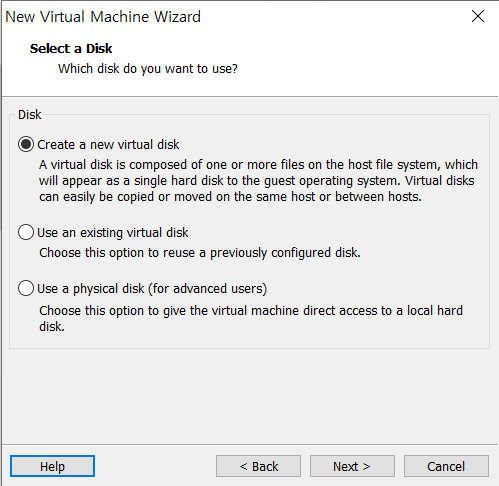 New Virtual Machine Wizard
Select a Disk
Which disk do you want to use?
Disk
Create a new virtual disk
A virtual disk is composed of one or more files on the host file system, which
will appear as a single hard disk to the guest operating system. Virtual disks
can easily be copied or moved on the same host or between hosts.
Use an existing virtual disk
Choose this option to reuse a previously configured disk.
Use a physical disk (for advanced users)
Choose this option to give the virtual machine direct access to a local hard
disk.
Help
< Back
Next >
Cancel